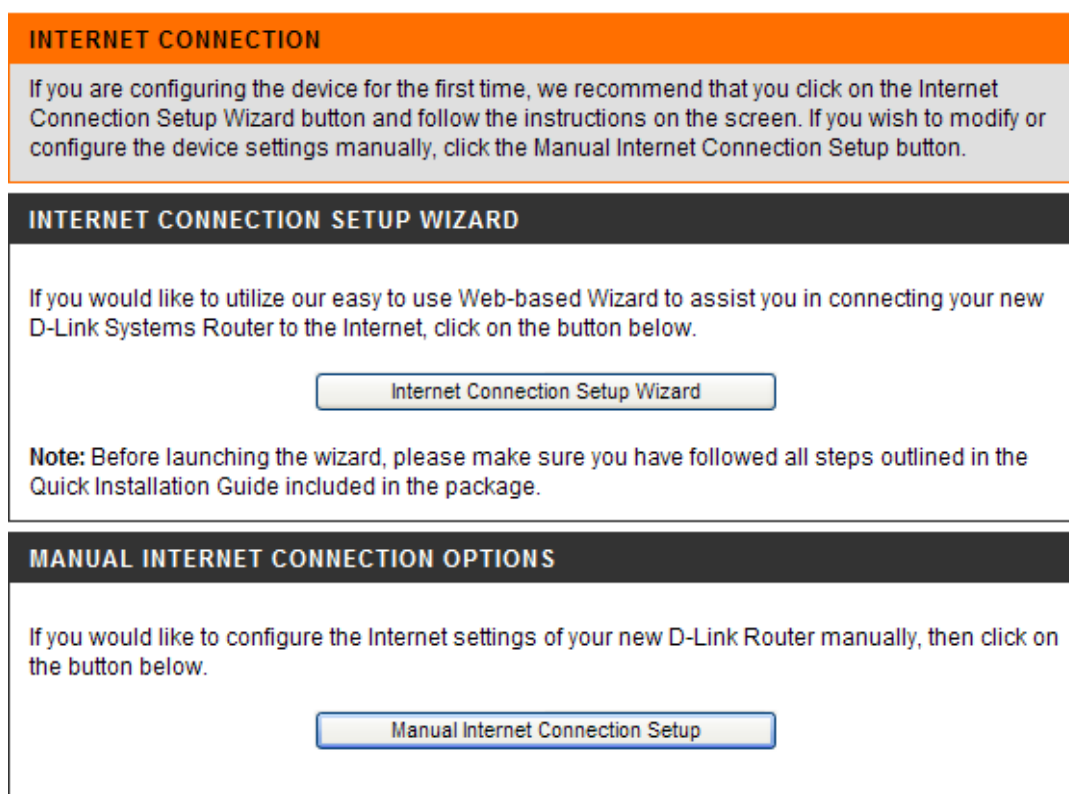 INTERNET CONNECTION
If you are configuring the device for the first time, we recommend that you click on the Internet
Connection Setup Wizard button and follow the instructions on the screen. If you wish to modify or
configure the device settings manually, click the Manual Internet Connection Setup button.
INTERNET CONNECTION SETUP WIZARD
If you would like to utilize our easy to use Web-based Wizard to assist you in connecting your new
D-Link Systems Router to the Internet, click on the button below.
Internet Connection Setup Wizard
Note: Before launching the wizard, please make sure you have followed all steps outlined in the
Quick Installation Guide included in the package.
MANUAL INTERNET CONNECTION OPTIONS
If you would like to configure the Internet settings of your new D-Link Router manually, then click on
the button below.
Manual Internet Connection Setup